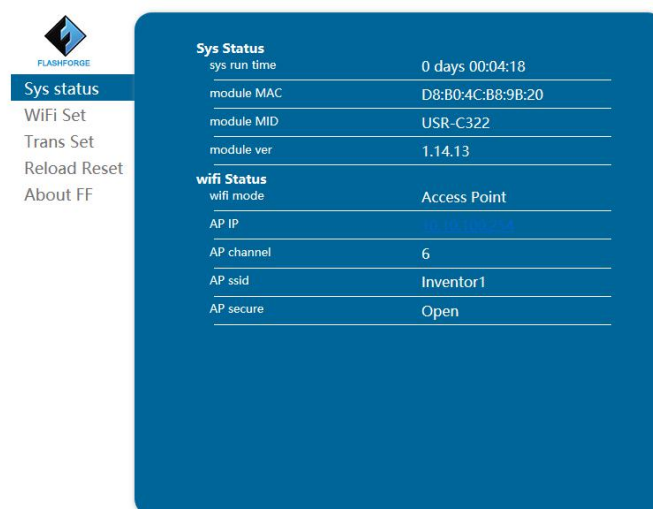 FLASHFORGE
Sys status
WiFi Set
Trans Set
Reload Reset
About FF
Sys Status
sys run time 0 days 00:04:18
module MAC D8:B0:4C:B8:9B:20
module MID USR-C322
module ver 1.14.13
wifi Status
wifi mode Access Point
AP IP
AP channel 6
AP ssid Inventor1
AP secure Open